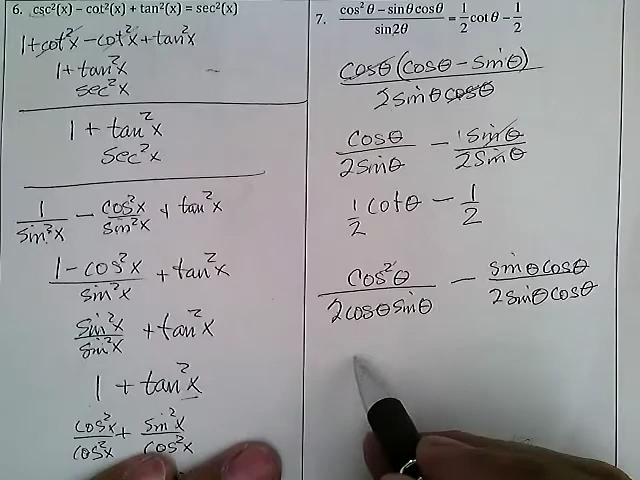 6. csc²(x) – cot²(x) + tan²(x) = sec²(x)
1+cot²x – cot²x + tan²x
1 + tan²x
sec²x
1 + tan²x
sec²x
1/sin²x – cos²x/sin²x + tan²x
1 – cos²x/sin²x + tan²x
sin²x/sin²x + tan²x
1 + tan²x
cos²x/cos²x + sin²x/cos²x
7. cos²θ – sinθcosθ/sin2θ = 1/2 cotθ – 1/2
cosθ(cosθ – sinθ)/2sinθcosθ
cosθ/2sinθ – 1sinθ/2sinθ
1/2 cotθ – 1/2
cos²θ/2cosθsinθ – sinθcosθ/2sinθcosθ